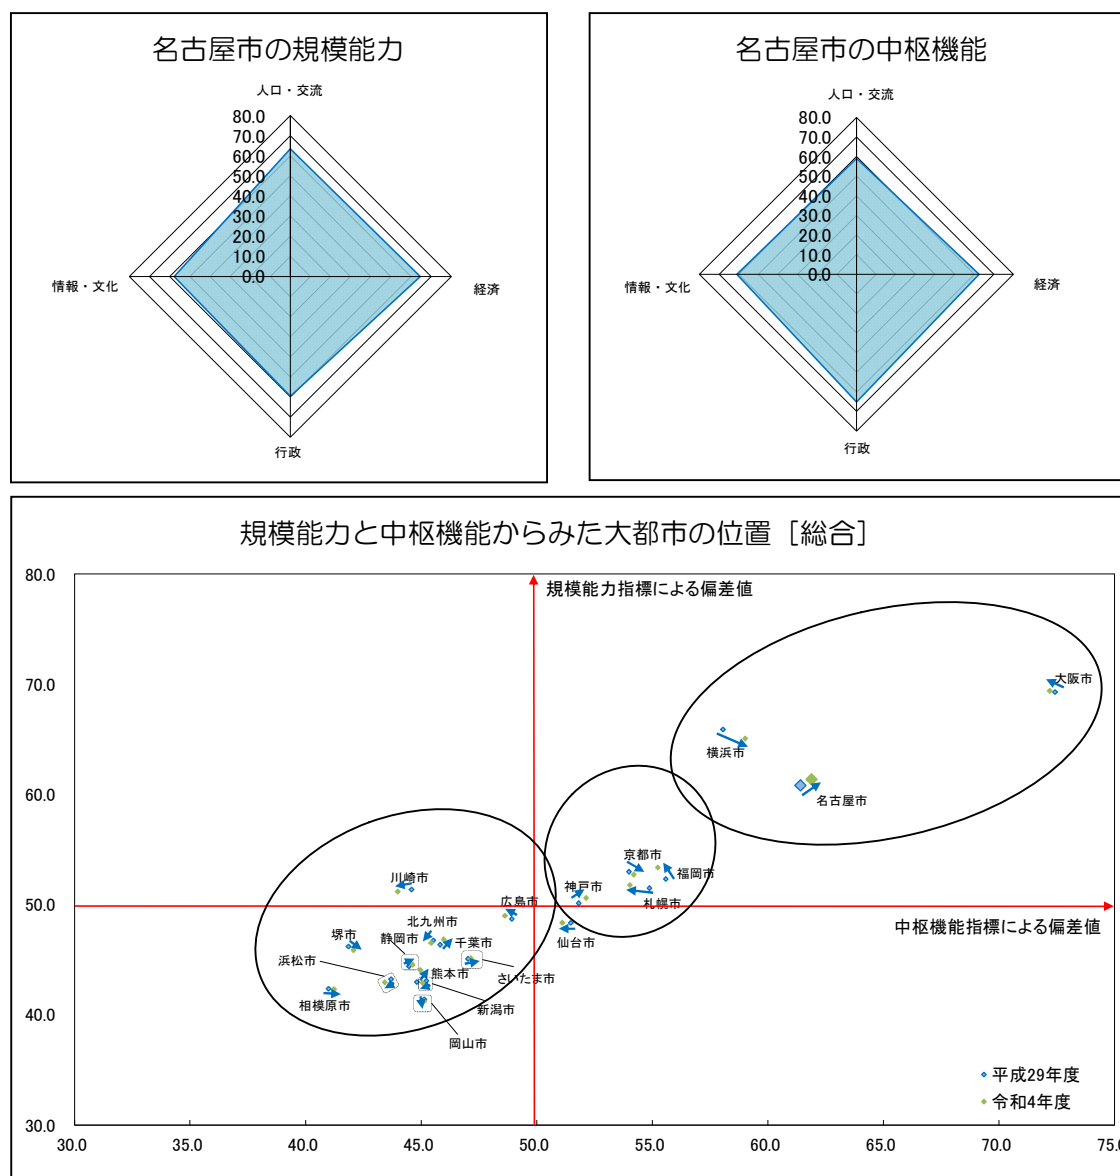 名古屋市の規模能力
人口・交流
80.0
70.0
60.0
50.0
40.0
30.0
20.0
10.0
0.0
情報・文化
経済
行政
名古屋市の中枢機能
人口・交流
80.0
70.0
60.0
50.0
40.0
30.0
20.0
10.0
0.0
情報・文化
経済
行政
規模能力と中枢機能からみた大都市の位置［総合］
80.0
規模能力指標による偏差値
70.0
大阪市
横浜市
60.0
名古屋市
京都市
福岡市
川崎市
神戸市
札幌市
広島市
50.0
中枢機能指標による偏差値
北九州市
仙台市
堺市
静岡市
千葉市
浜松市
熊本市
さいたま市
相模原市
新潟市
40.0
岡山市
平成29年度
令和4年度
30.0
30.0 35.0 40.0 45.0 50.0 55.0 60.0 65.0 70.0 75.0